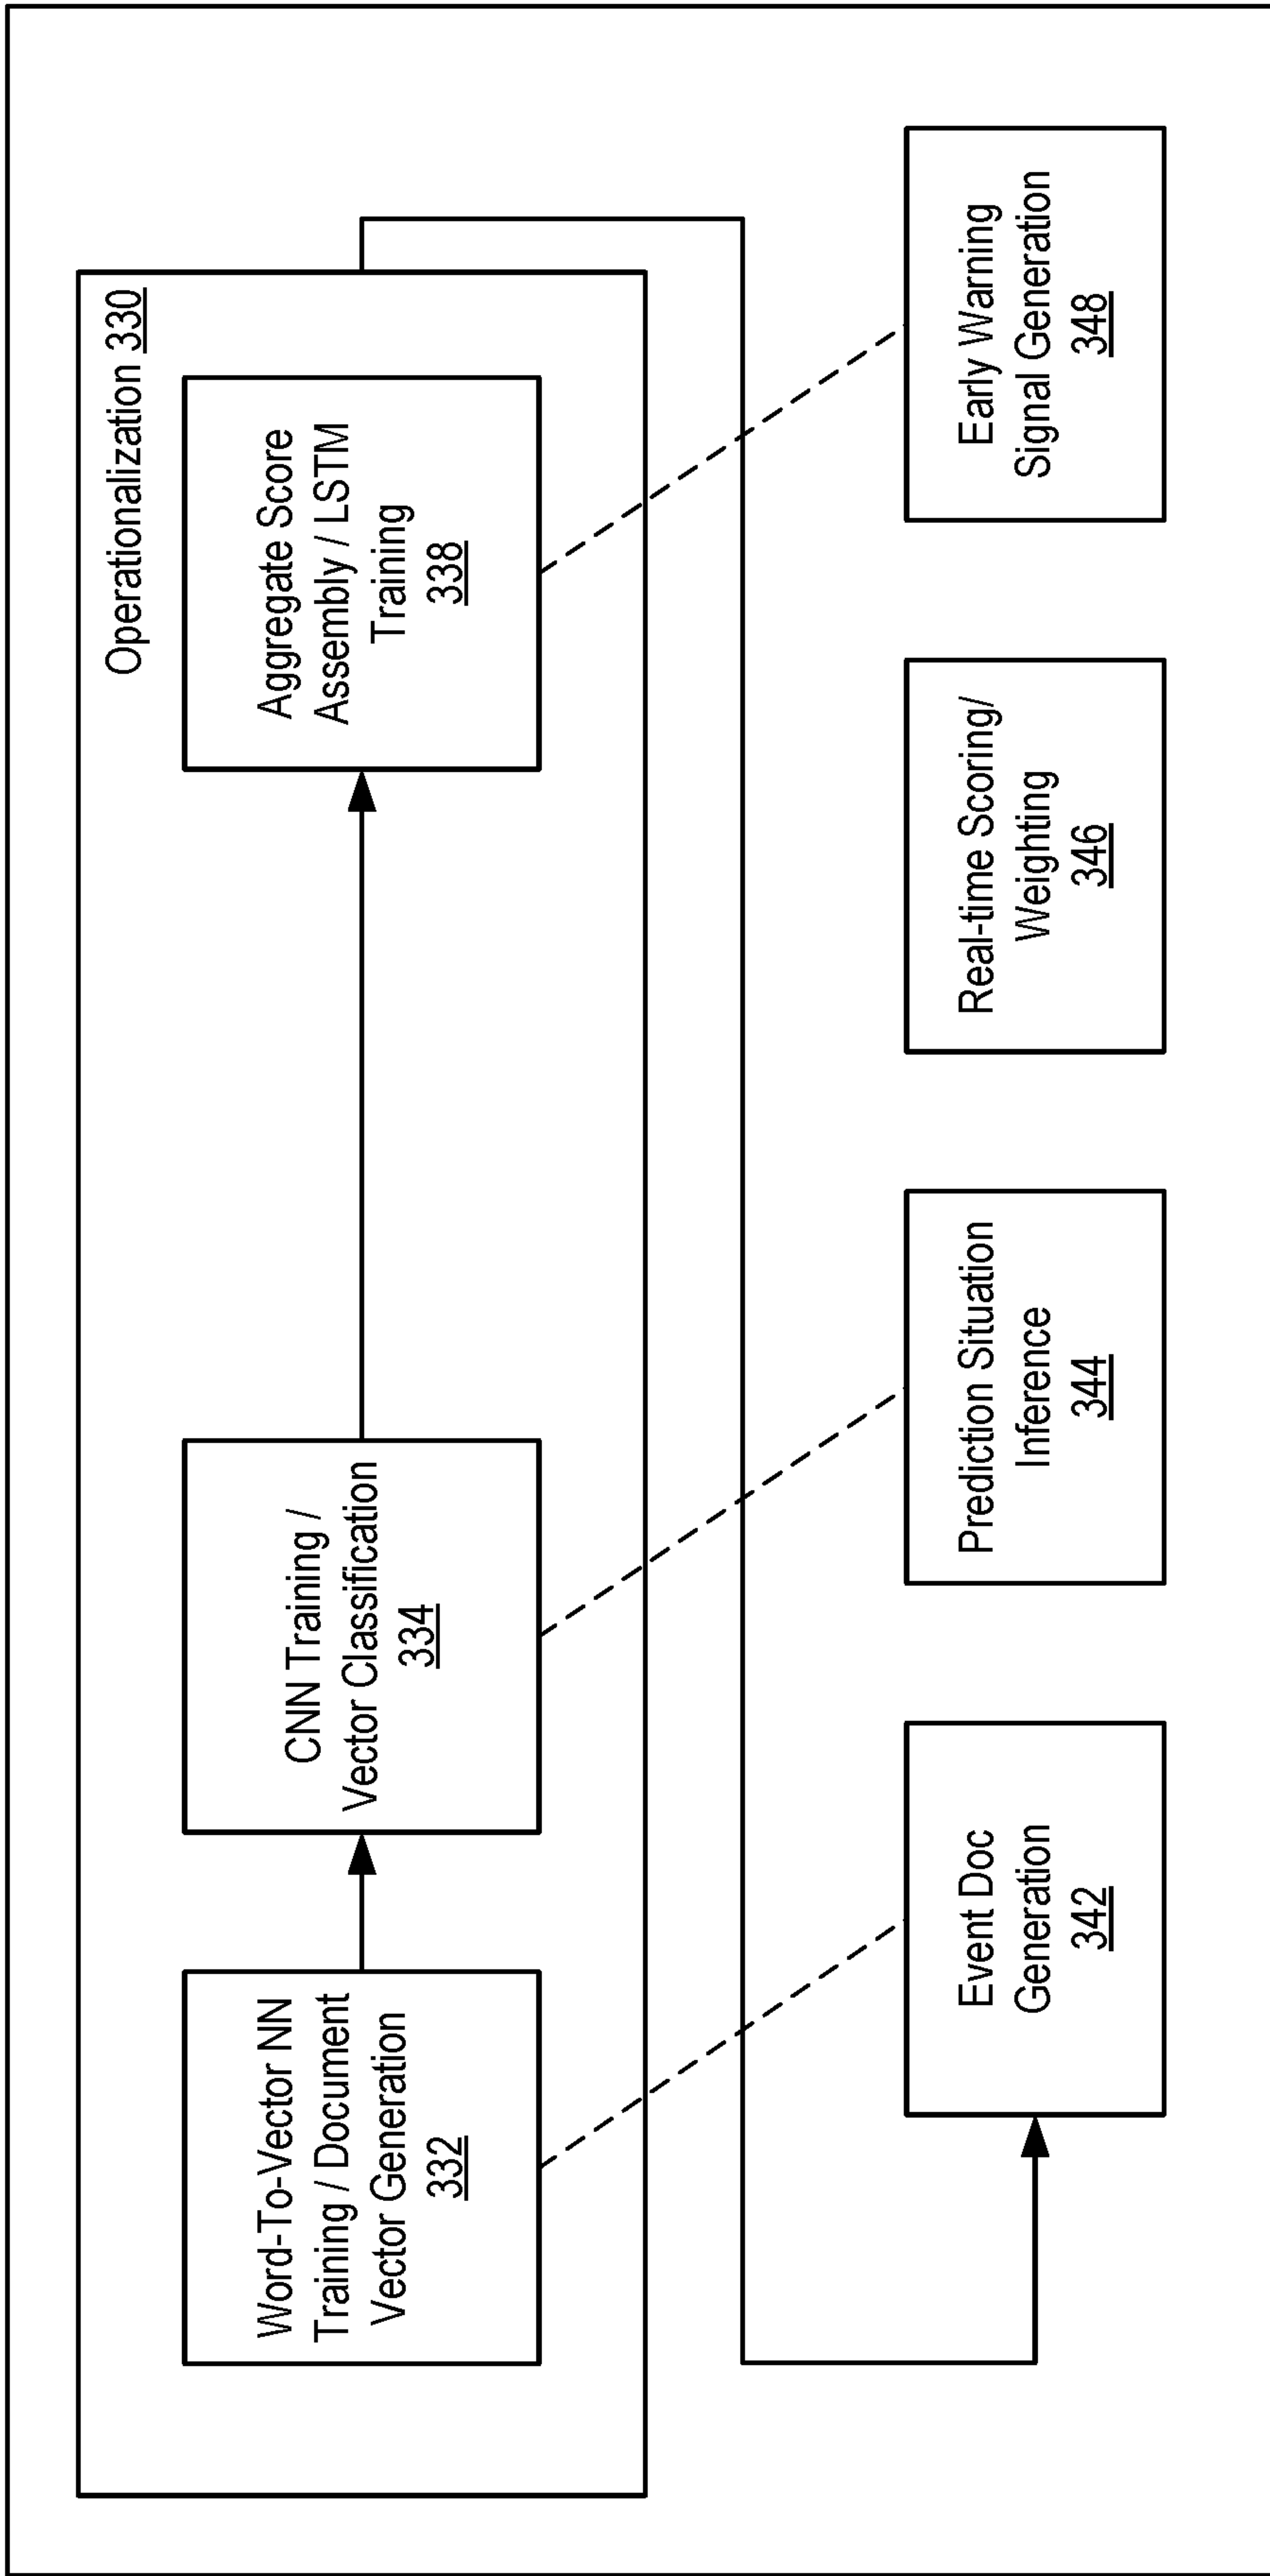 Operationalization 330
Word-To-Vector NN
Training / Document
Vector Generation
332
CNN Training /
Vector Classification
334
Aggregate Score
Assembly / LSTM
Training
338
Event Doc
Generation
342
Prediction Situation
Inference
344
Real-time Scoring/
Weighting
346
Early Warning
Signal Generation
348